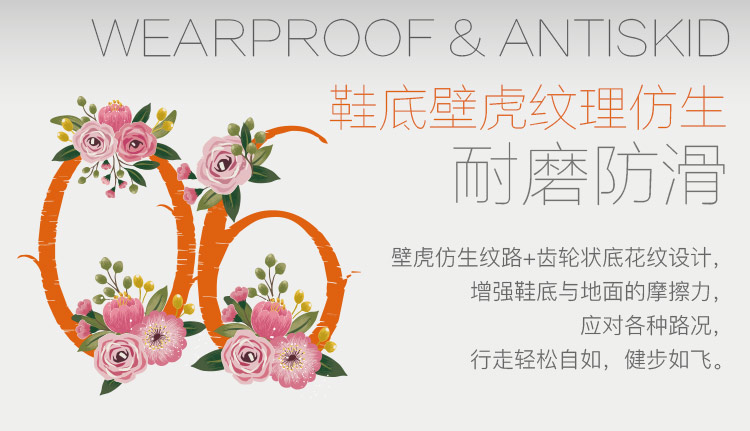 WEARPROOF & ANTISKID
鞋底壁虎纹理仿生
耐磨防滑
06
壁虎仿生纹路+齿轮状底花纹设计,
增强鞋底与地面的摩擦力,
应对各种路况,
行走轻松自如，健步如飞。